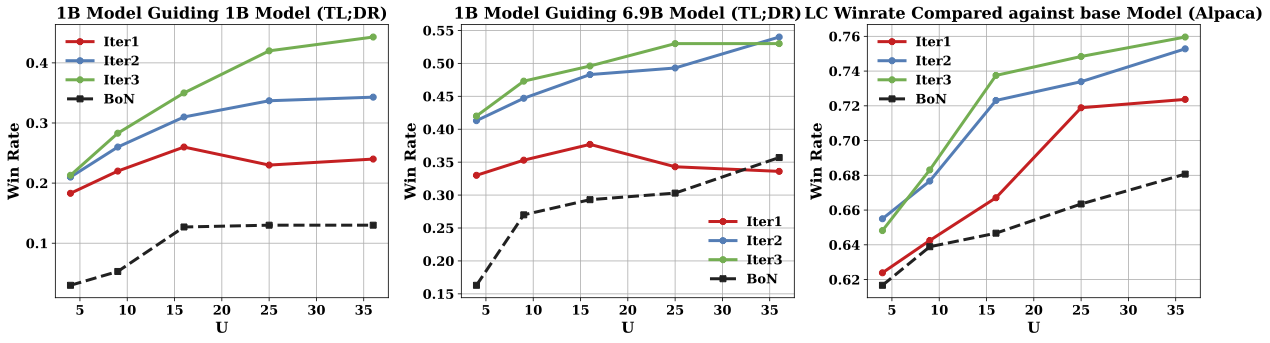 1B Model Guiding 1B Model (TL;DR)
Win Rate
0.4
0.3
0.2
0.1
Iter1
Iter2
Iter3
BoN
5 10 15 20 25 30 35
U
1B Model Guiding 6.9B Model (TL;DR)
Win Rate
0.55
0.50
0.45
0.40
0.35
0.30
0.25
0.20
0.15
Iter1
Iter2
Iter3
BoN
5 10 15 20 25 30 35
U
LC Winrate Compared against base Model (Alpaca)
Win Rate
0.76
0.74
0.72
0.70
0.68
0.66
0.64
0.62
Iter1
Iter2
Iter3
BoN
5 10 15 20 25 30 35
U